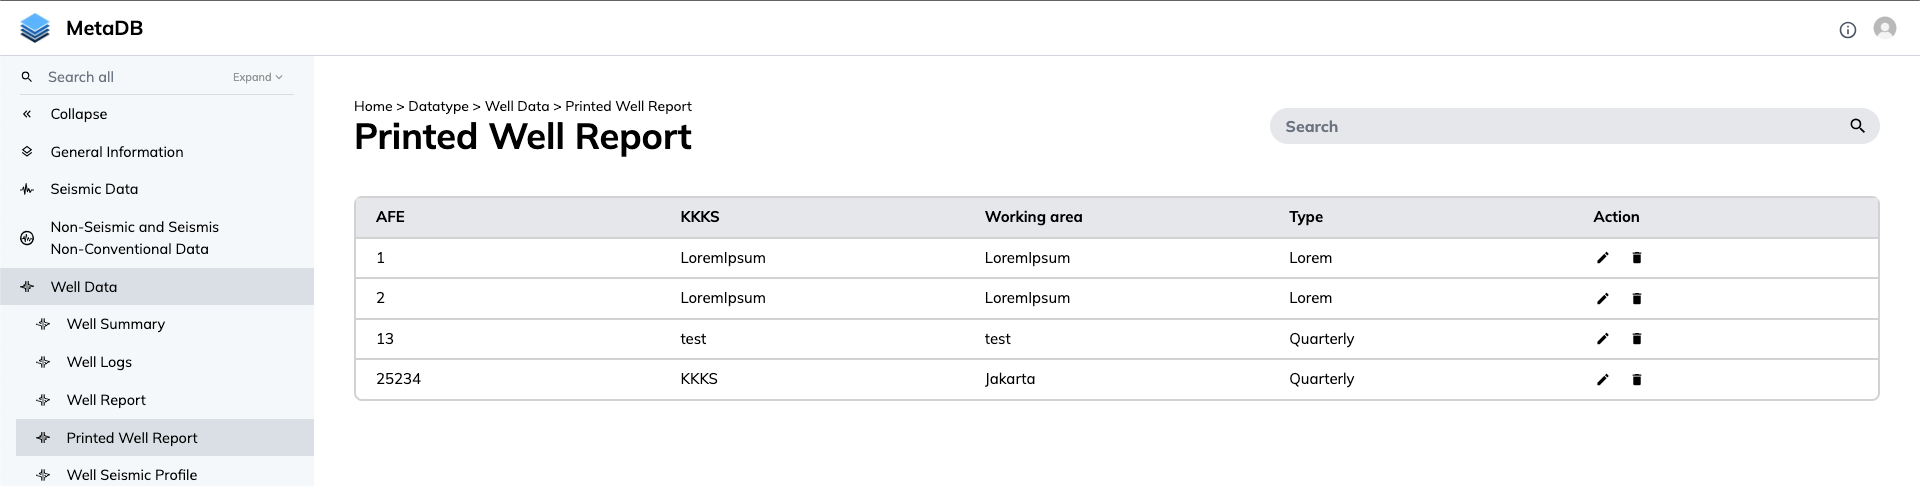 MetaDB
Search all Expand
Collapse
General Information
Seismic Data
Non-Seismic and Seismis
Non-Conventional Data
Well Data
Well Summary
Well Logs
Well Report
Printed Well Report
Well Seismic Profile
Home > Datatype > Well Data > Printed Well Report
Printed Well Report
Search
AFE KKKS Working area Type Action
1 LoremIpsum LoremIpsum Lorem
2 LoremIpsum LoremIpsum Lorem
13 test test Quarterly
25234 KKKS Jakarta Quarterly